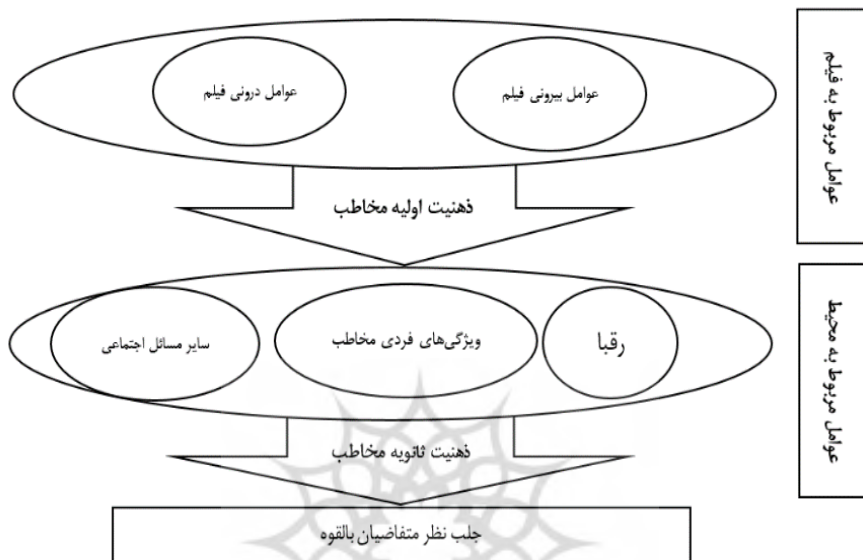 عوامل مربوط به فیلم
عوامل بیرونی فیلم
عوامل درونی فیلم
ذهنیت اولیه مخاطب
عوامل مربوط به محیط
رقبا
ویژگی‌های فردی مخاطب
سایر مسائل اجتماعی
ذهنیت ثانویه مخاطب
جلب نظر متقاضیان بالقوه